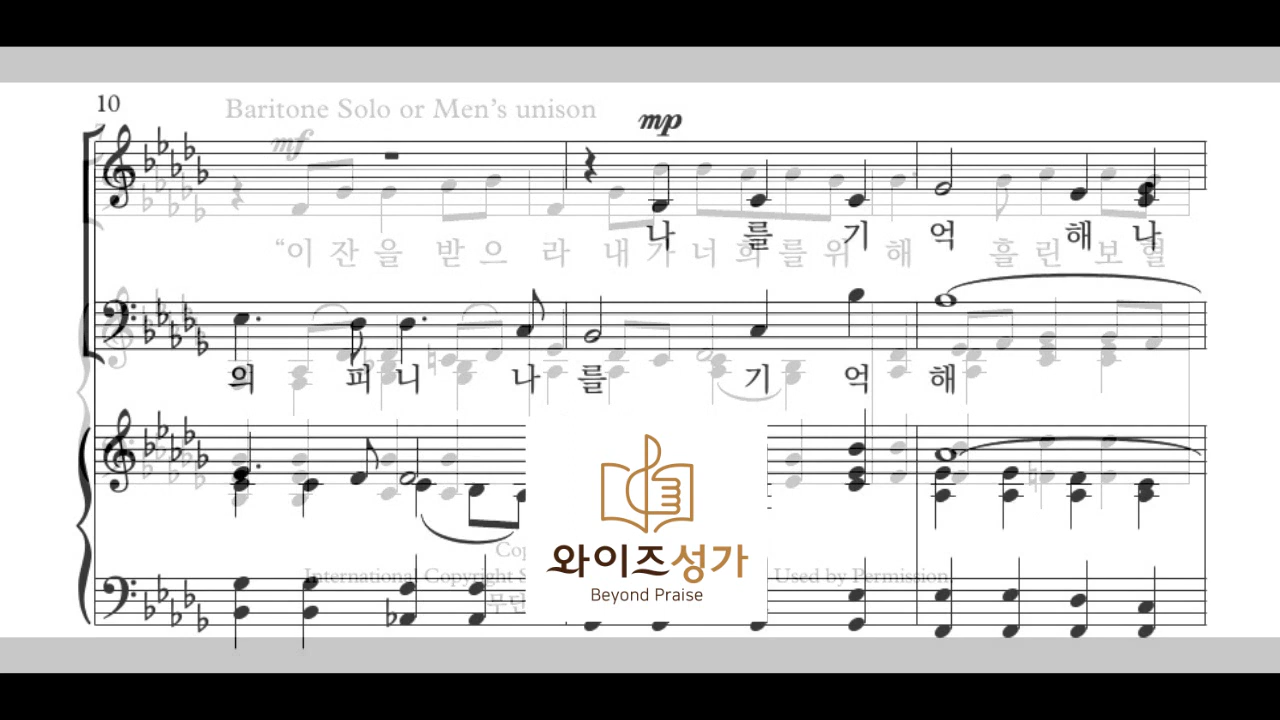 10
Baritone Solo or Men's unison
mf
mp
나 를 기 억 해 나
“이 잔 을 받 으 라 내 가 너 희 를 위 해 흘 린 보 혈
의 피 니 나 를 기 억 해
와이즈성가
Beyond Praise
International Copyright Used by Permission.